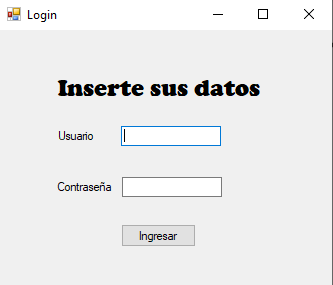 Login
Inserte sus datos
Usuario
Contraseña
Ingresar